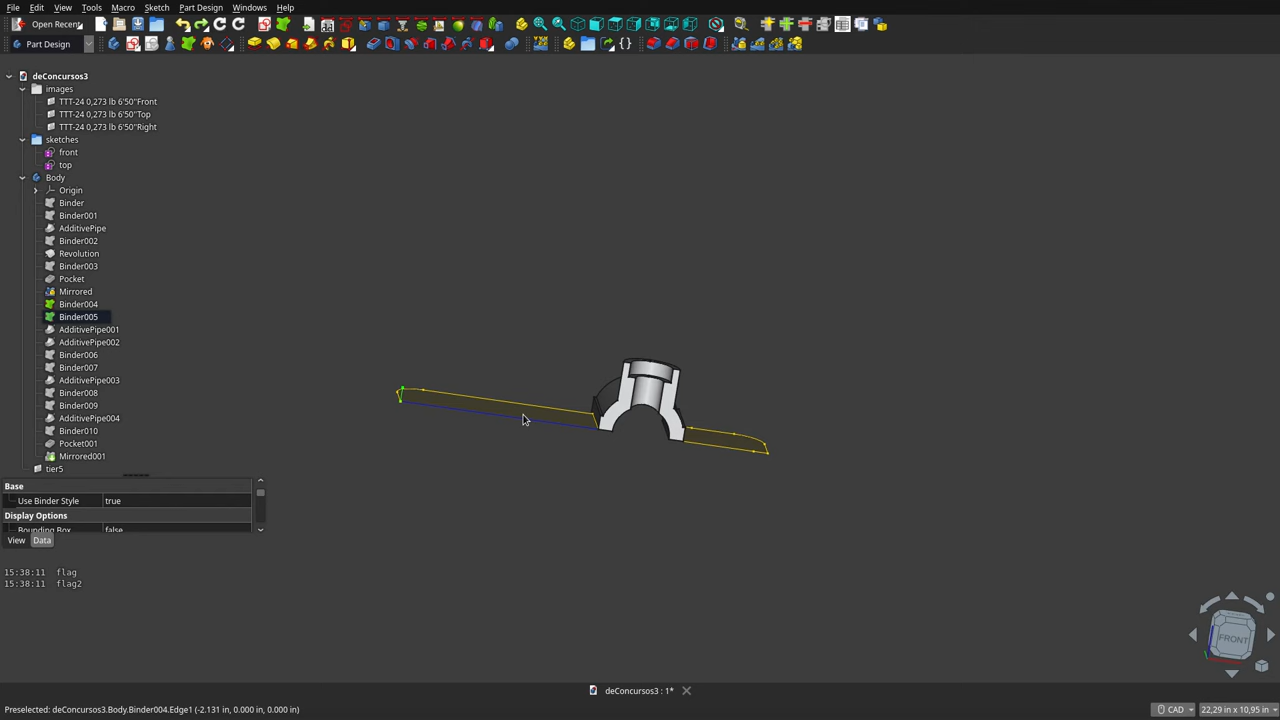 File Edit View Tools Macro Sketch Part Design Windows Help
Open Recent
Part Design
deConcursos3
images
TTT-24 0,273 lb 6'50"Front
TTT-24 0,273 lb 6'50"Top
TTT-24 0,273 lb 6'50"Right
sketches
front
top
Body
Origin
Binder
Binder001
AdditivePipe
Binder002
Revolution
Binder003
Pocket
Mirrored
Binder004
Binder005
AdditivePipe001
AdditivePipe002
Binder006
Binder007
AdditivePipe003
Binder008
Binder009
AdditivePipe004
Binder010
Pocket001
Mirrored001
tier5
Base
Use Binder Style true
Display Options
Bounding Box false
View Data
15:38:11 flag
15:38:11 flag2
FRONT
deConcursos3 : 1*
Preselected: deConcursos3.Body.Binder004.Edge1 (-2.131 in, 0.000 in, 0.000 in)
CAD
22,29 in x 10,95 in